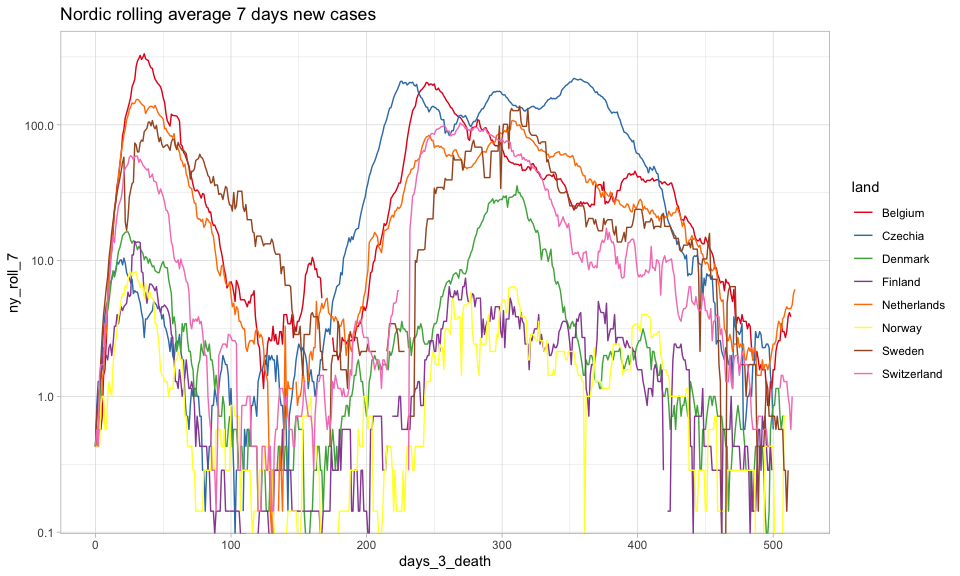 Nordic rolling average 7 days new cases
ny_roll_7
100.0
10.0
1.0
0.1
0 100 200 300 400 500
days_3_death
land
Belgium
Czechia
Denmark
Finland
Netherlands
Norway
Sweden
Switzerland